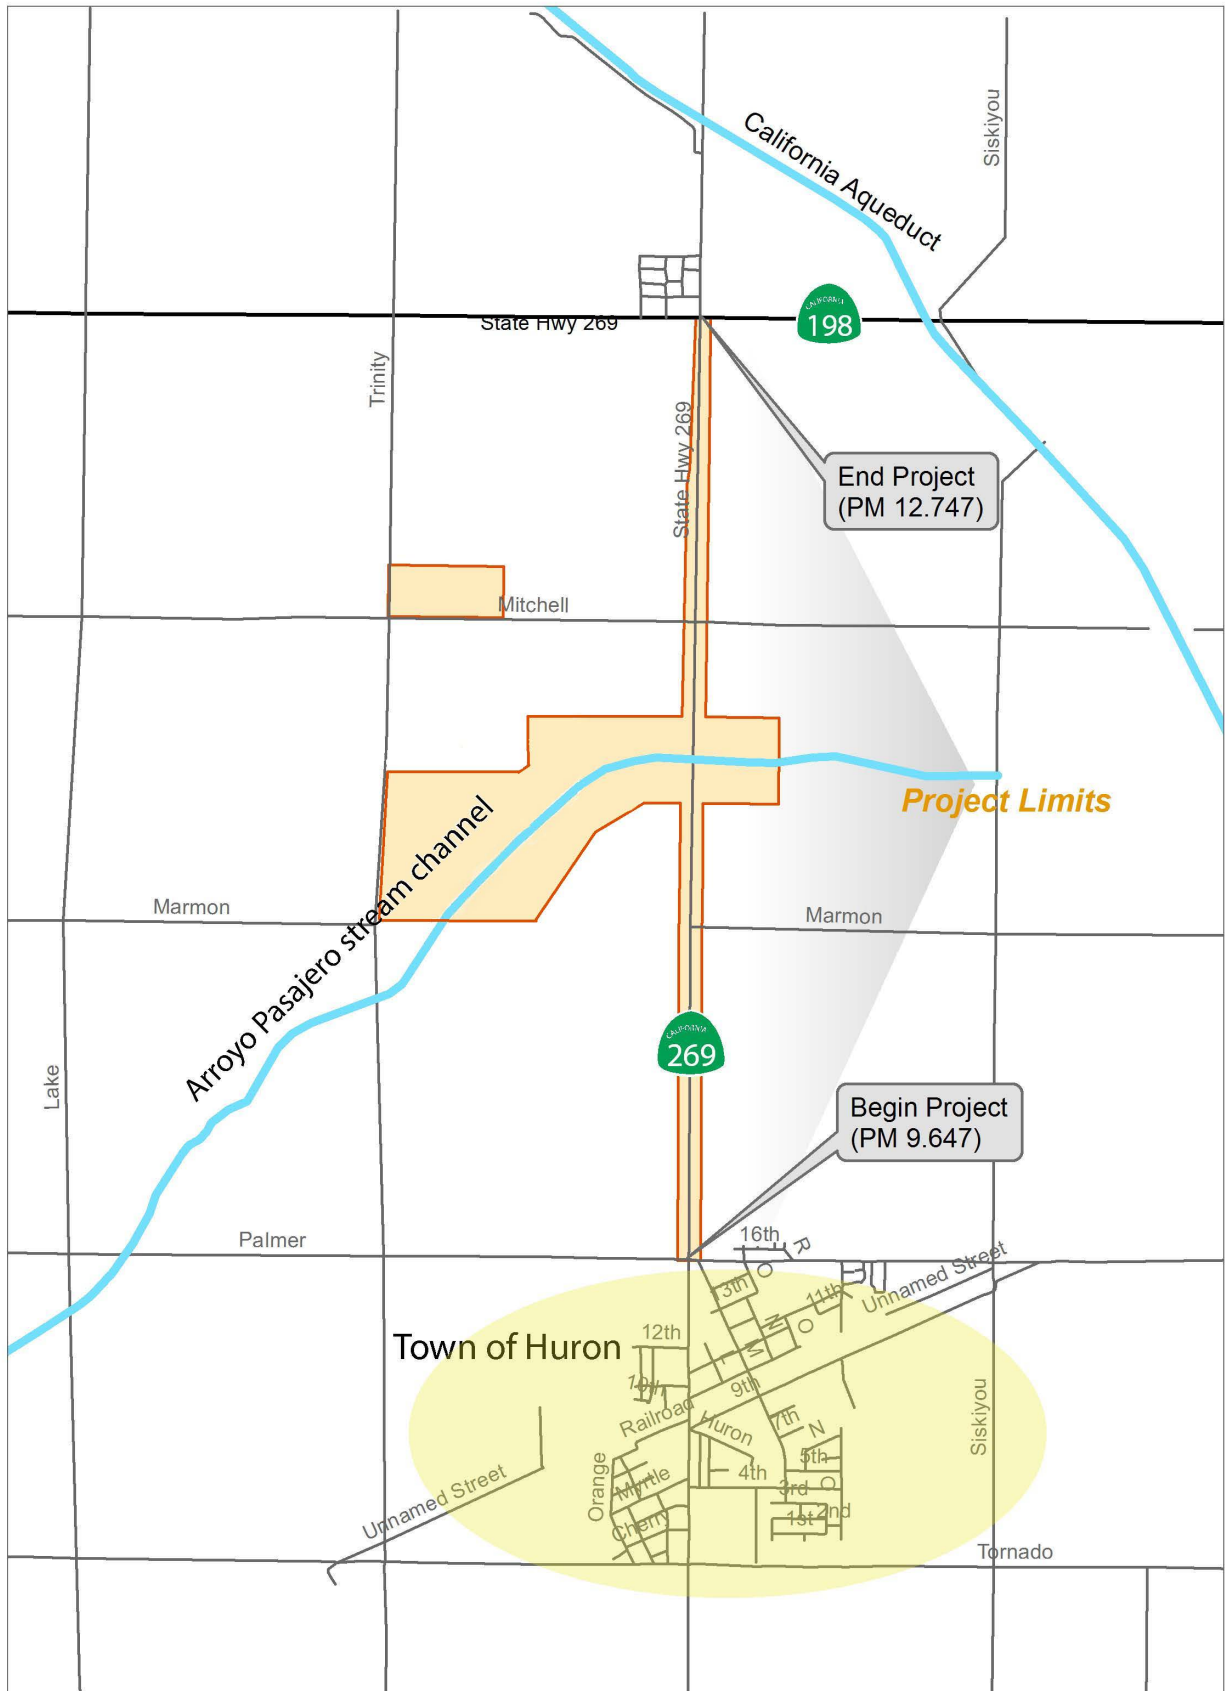 Siskiyou
California Aqueduct
CALIFORNIA
198
State Hwy 269
Trinity
State Hwy 269
End Project
(PM 12.747)
Mitchell
Project Limits
Arroyo Pasajero stream channel
Marmon
Marmon
CALIFORNIA
269
Lake
Begin Project
(PM 9.647)
Palmer
16th
R
O
13th
11th
Unnamed Street
N
O
M
L
12th
Town of Huron
10th
9th
Railroad
Huron
7th
N
Siskiyou
5th
4th
O
3rd
2nd
1st
Orange
Myrtle
Cherry
Unnamed Street
Tornado